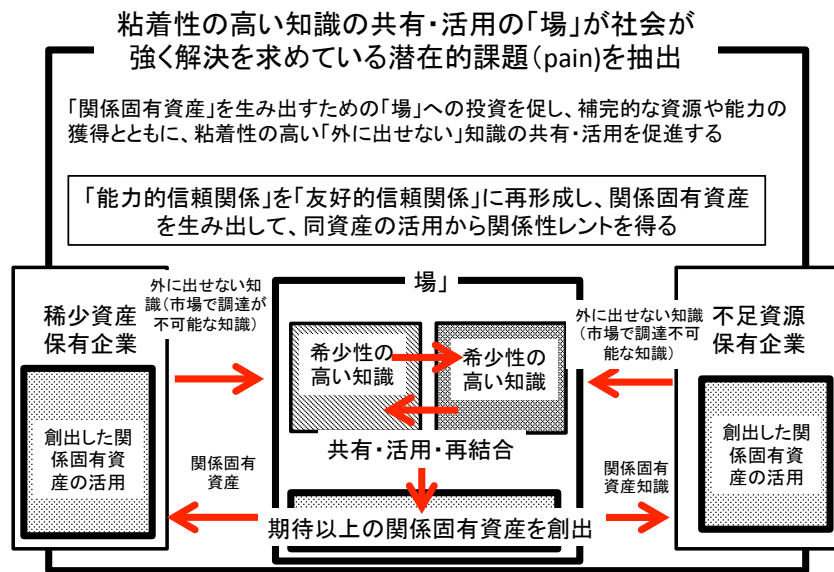 粘着性の高い知識の共有・活用の「場」が社会が
強く解決を求めている潜在的課題(pain)を抽出
「関係固有資産」を生み出すための「場」への投資を促し、補完的な資源や能力の
獲得とともに、粘着性の高い「外に出せない」知識の共有・活用を促進する
「能力的信頼関係」を「友好的信頼関係」に再形成し、関係固有資産
を生み出して、同資産の活用から関係性レントを得る
稀少資産
保有企業
創出した関
係固有資
産の活用
外に出せない知
識(市場で調達が
不可能な知識)
関係固有
資産
場」
希少性の
高い知識
希少性の
高い知識
共有・活用・再結合
期待以上の関係固有資産を創出
外に出せない知識
(市場で調達不可
能な知識)
関係固有
資産知識
不足資源
保有企業
創出した関
係固有資
産の活用